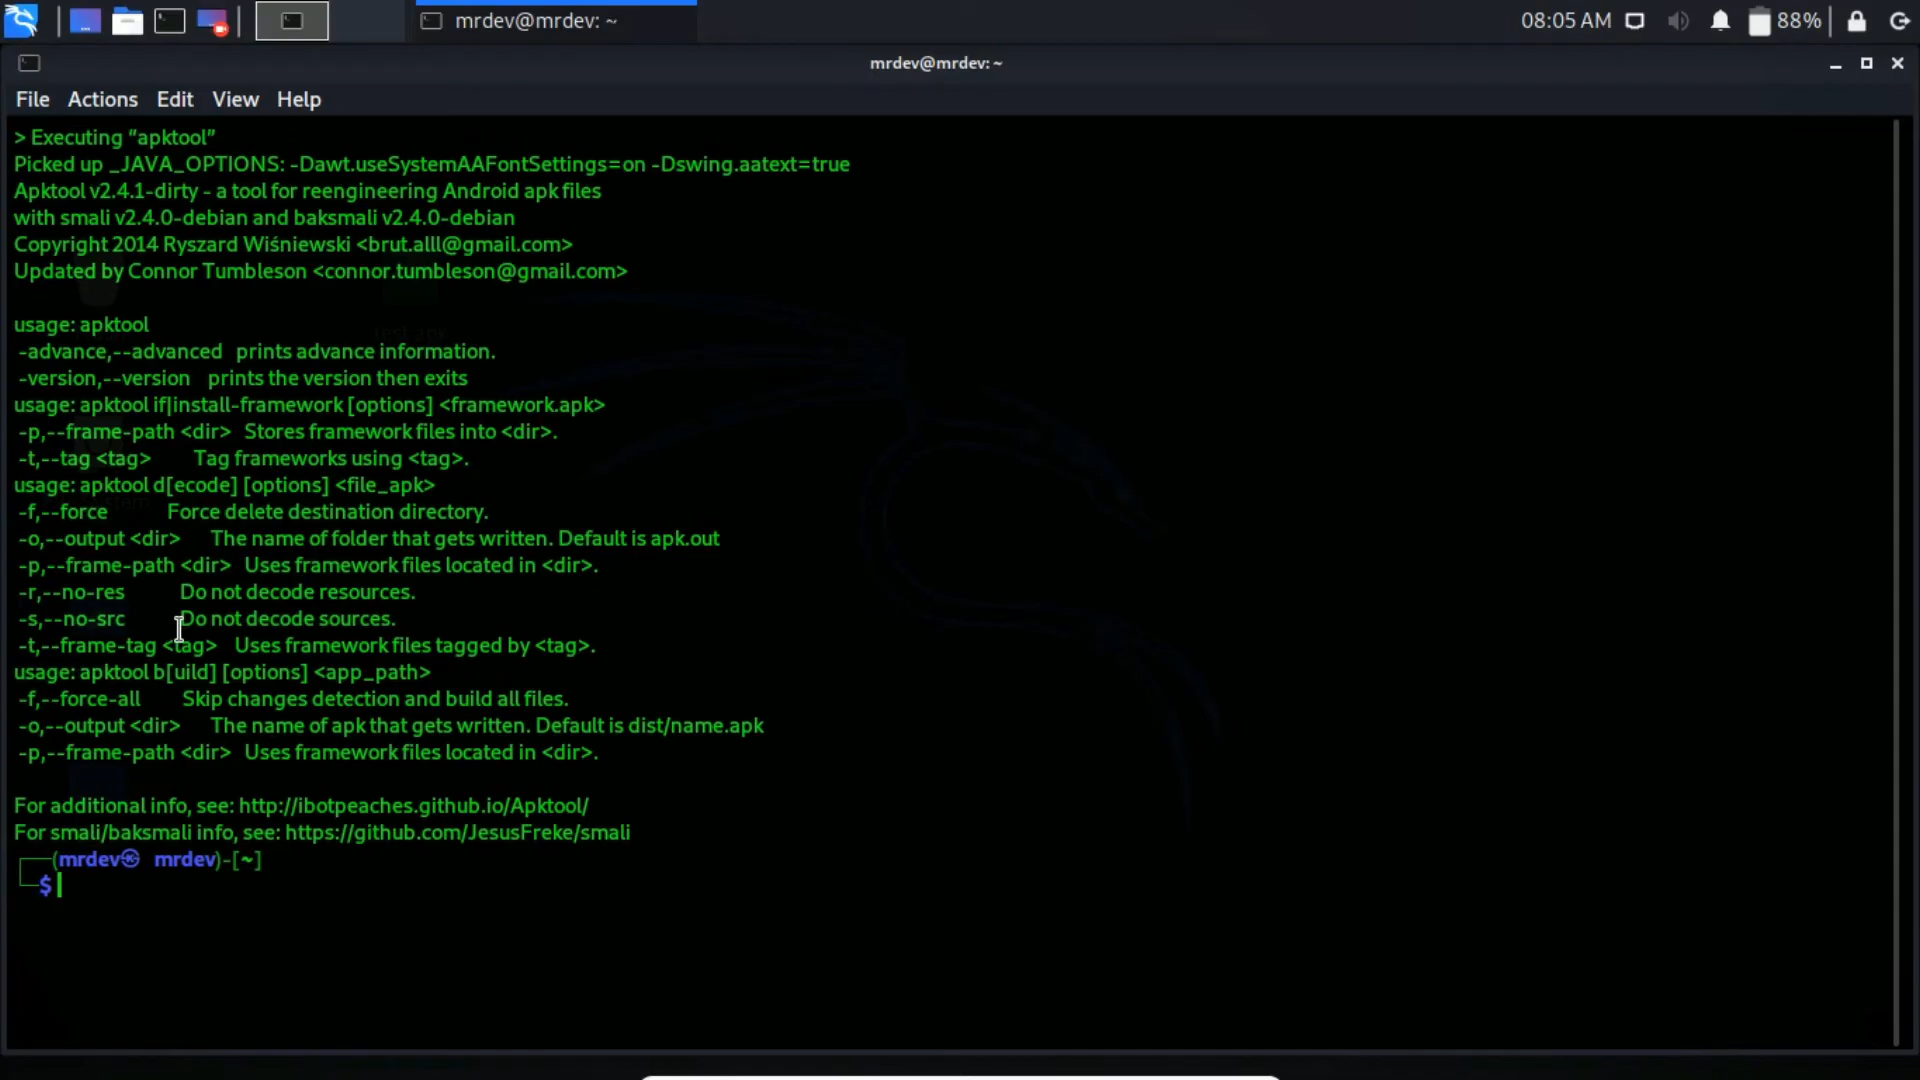 mrdev@mrdev: ~
08:05 AM
88%
mrdev@mrdev: ~
File Actions Edit View Help
> Executing “apktool”
Picked up _JAVA_OPTIONS: -Dawt.useSystemAAFontSettings=on -Dswing.aatext=true
Apktool v2.4.1-dirty - a tool for reengineering Android apk files
with smali v2.4.0-debian and baksmali v2.4.0-debian
Copyright 2014 Ryszard Wiśniewski <brut.alll@gmail.com>
Updated by Connor Tumbleson <connor.tumbleson@gmail.com>
usage: apktool
-advance,--advanced prints advance information.
-version,--version prints the version then exits
usage: apktool if|install-framework [options] <framework.apk>
-p,--frame-path <dir> Stores framework files into <dir>.
-t,--tag <tag> Tag frameworks using <tag>.
usage: apktool d[ecode] [options] <file_apk>
-f,--force Force delete destination directory.
-o,--output <dir> The name of folder that gets written. Default is apk.out
-p,--frame-path <dir> Uses framework files located in <dir>.
-r,--no-res Do not decode resources.
-s,--no-src Do not decode sources.
-t,--frame-tag <tag> Uses framework files tagged by <tag>.
usage: apktool b[uild] [options] <app_path>
-f,--force-all Skip changes detection and build all files.
-o,--output <dir> The name of apk that gets written. Default is dist/name.apk
-p,--frame-path <dir> Uses framework files located in <dir>.
For additional info, see: http://ibotpeaches.github.io/Apktool/
For smali/baksmali info, see: https://github.com/JesusFreke/smali
┌──(mrdev㉿ mrdev)-[~]
└─$